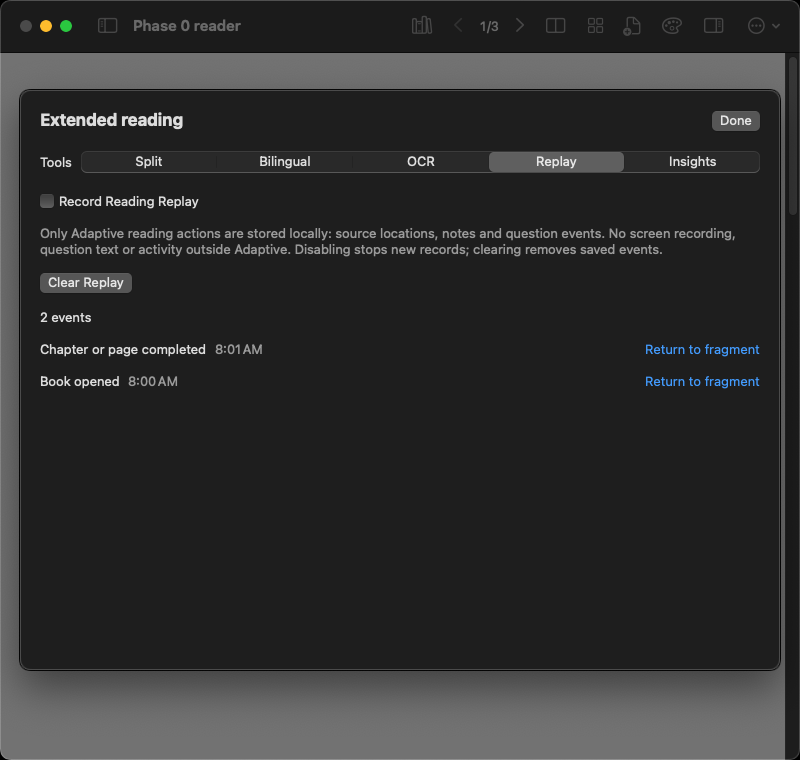 Phase 0 reader
1/3
Extended reading
Done
Tools
Split
Bilingual
OCR
Replay
Insights
Record Reading Replay
Only Adaptive reading actions are stored locally: source locations, notes and question events. No screen recording,
question text or activity outside Adaptive. Disabling stops new records; clearing removes saved events.
Clear Replay
2 events
Chapter or page completed 8:01 AM Return to fragment
Book opened 8:00 AM Return to fragment